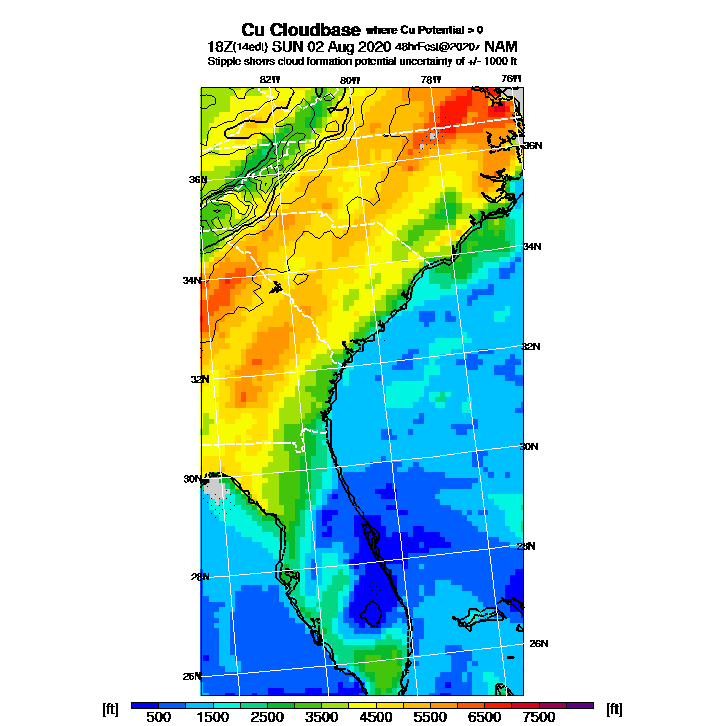 Cu Cloudbase where Cu Potential > 0
18Z(14edt) SUN 02 Aug 2020 48hrFcst@2020z NAM
Stipple shows cloud formation potential uncertainty of +/- 1000 ft
82W 80W 78W 76W
36N
36N
34N
34N
32N
32N
30N
30N
28N
28N
26N
26N
[ft] 500 1500 2500 3500 4500 5500 6500 7500 [ft]